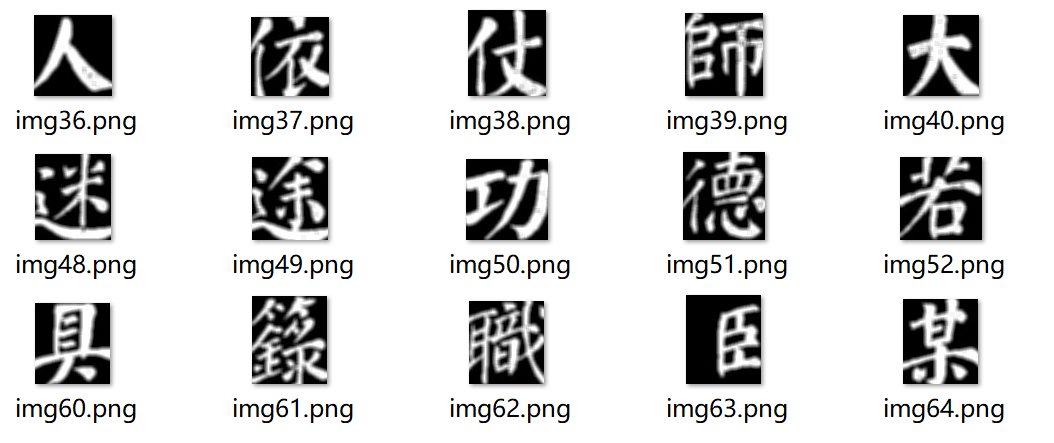 人 依 仗 師 大
img36.png img37.png img38.png img39.png img40.png
迷 途 功 德 若
img48.png img49.png img50.png img51.png img52.png
具 籙 職 臣 某
img60.png img61.png img62.png img63.png img64.png